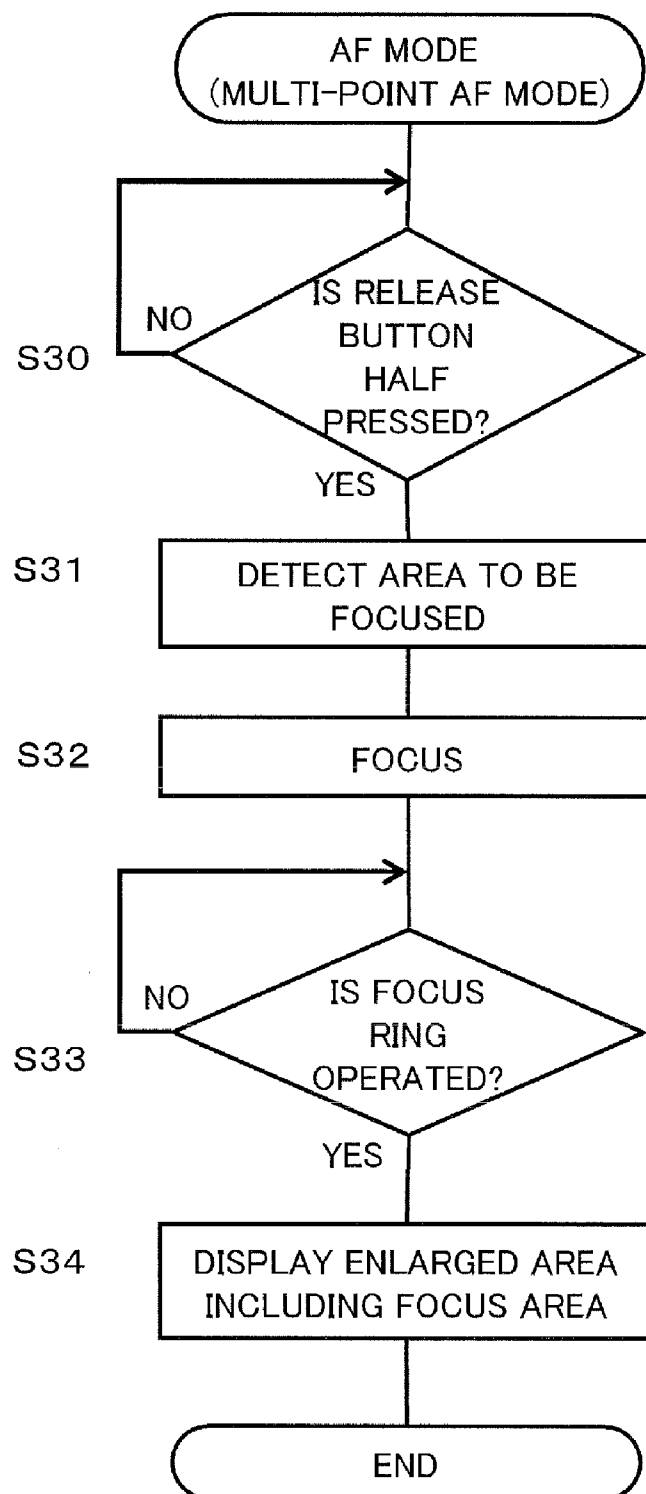 AF MODE
(MULTI-POINT AF MODE)
S30
NO
IS RELEASE
BUTTON
HALF
PRESSED?
YES
S31
DETECT AREA TO BE
FOCUSED
S32
FOCUS
S33
NO
IS FOCUS
RING
OPERATED?
YES
S34
DISPLAY ENLARGED AREA
INCLUDING FOCUS AREA
END